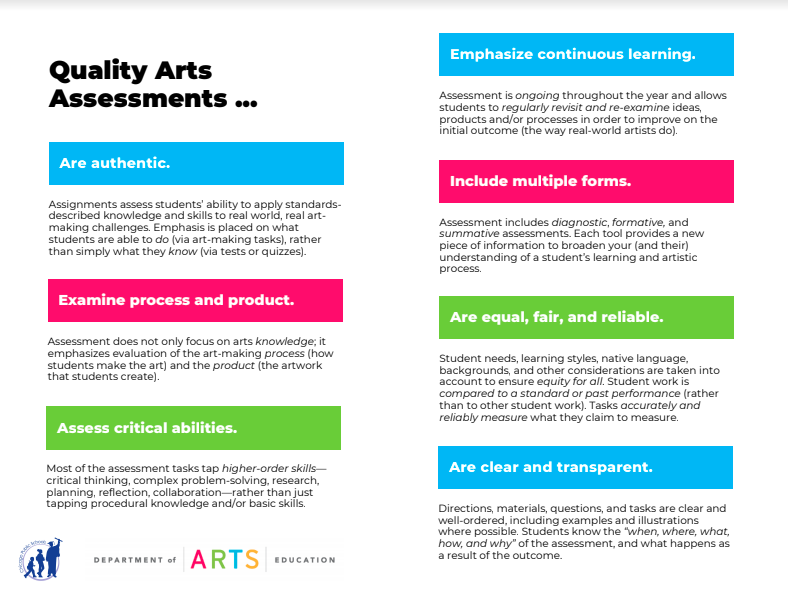 Quality Arts
Assessments ...
Are authentic.
Assignments assess students’ ability to apply standards-
described knowledge and skills to real world, real art-
making challenges. Emphasis is placed on what
students are able to do (via art-making tasks), rather
than simply what they know (via tests or quizzes).
Examine process and product.
Assessment does not only focus on arts knowledge; it
emphasizes evaluation of the art-making process (how
students make the art) and the product (the artwork
that students create).
Assess critical abilities.
Most of the assessment tasks tap higher-order skills—
critical thinking, complex problem-solving, research,
planning, reflection, collaboration—rather than just
tapping procedural knowledge and/or basic skills.
DEPARTMENT of ARTS EDUCATION
Emphasize continuous learning.
Assessment is ongoing throughout the year and allows
students to regularly revisit and re-examine ideas,
products and/or processes in order to improve on the
initial outcome (the way real-world artists do).
Include multiple forms.
Assessment includes diagnostic, formative, and
summative assessments. Each tool provides a new
piece of information to broaden your (and their)
understanding of a student’s learning and artistic
process.
Are equal, fair, and reliable.
Student needs, learning styles, native language,
backgrounds, and other considerations are taken into
account to ensure equity for all. Student work is
compared to a standard or past performance (rather
than to other student work). Tasks accurately and
reliably measure what they claim to measure.
Are clear and transparent.
Directions, materials, questions, and tasks are clear and
well-ordered, including examples and illustrations
where possible. Students know the “when, where, what,
how, and why” of the assessment, and what happens as
a result of the outcome.